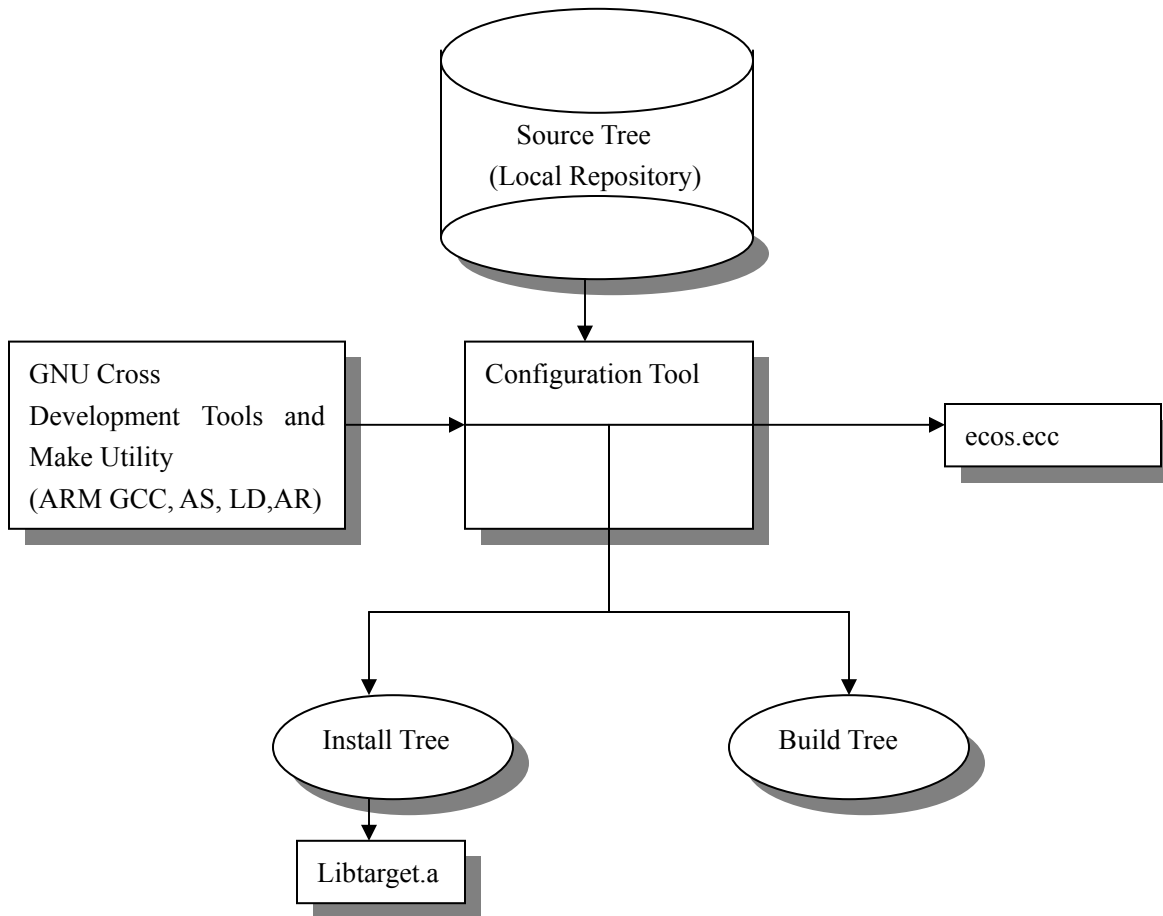 Source Tree
(Local Repository)
GNU Cross
Development Tools and
Make Utility
(ARM GCC, AS, LD,AR)
Configuration Tool
ecos.ecc
Install Tree
Build Tree
Libtarget.a